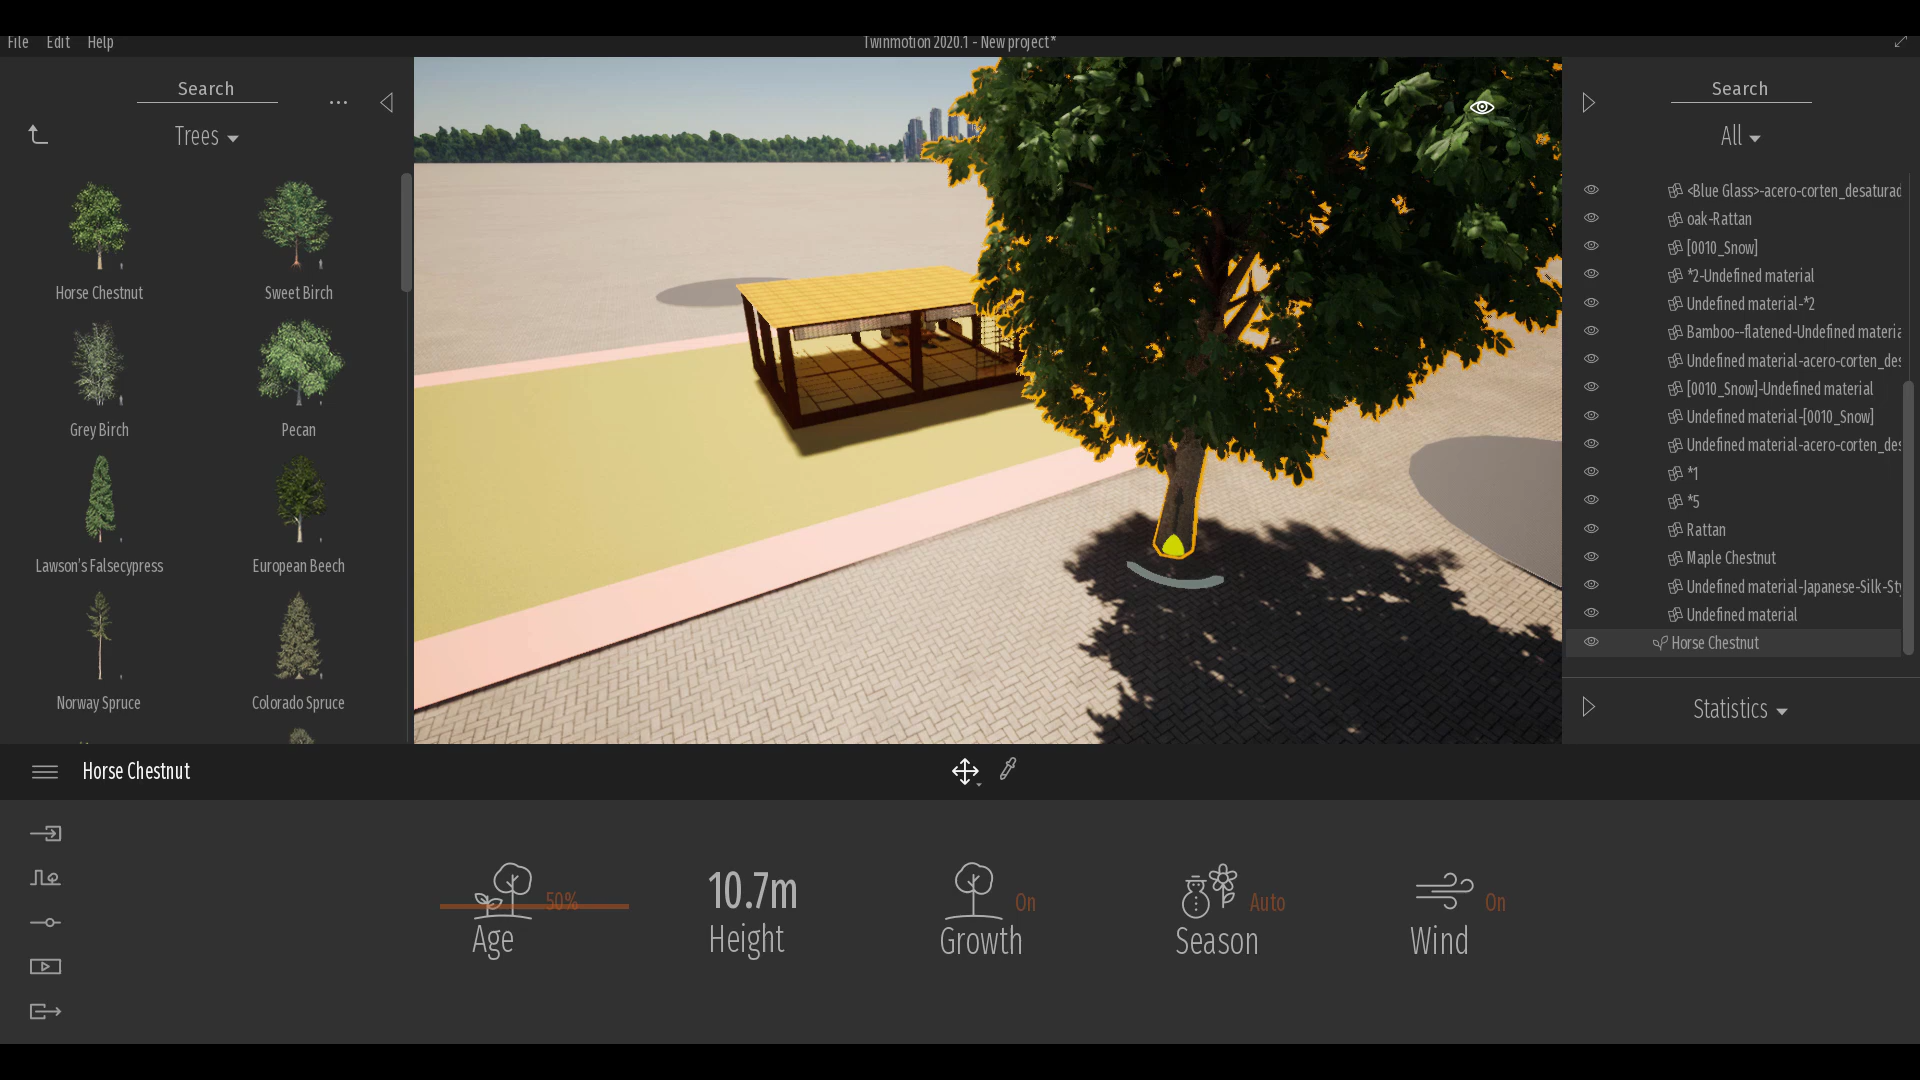 File Edit Help
Twinmotion 2020.1 - New project*
Search
...
Trees
Horse Chestnut
Sweet Birch
Grey Birch
Pecan
Lawson's Falsecypress
European Beech
Norway Spruce
Colorado Spruce
Search
All
<Blue Glass>-acero-corten_desaturad
oak-Rattan
[0010_Snow]
*2-Undefined material
Undefined material-*2
Bamboo--flatened-Undefined materia
Undefined material-acero-corten_des
[0010_Snow]-Undefined material
Undefined material-[0010_Snow]
Undefined material-acero-corten_des
*1
*5
Rattan
Maple Chestnut
Undefined material-Japanese-Silk-Sty
Undefined material
Horse Chestnut
Statistics
Horse Chestnut
50%
Age
10.7m
Height
On
Growth
Auto
Season
On
Wind